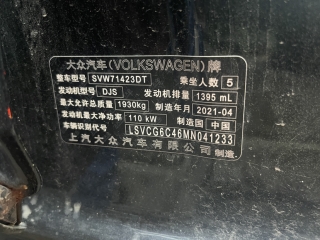 大众汽车(VOLKSWAGEN)牌
整车型号 SVW71423DT 乘坐人数 5
发动机型号 DJS 发动机排量 1395 mL
最大允许总质量 1930kg 制造年月 2021-04
发动机最大净功率 110 kW 制造国 中国
车辆识别代号 LSVCG6C46MN041233
上汽大众汽车有限公司 制造